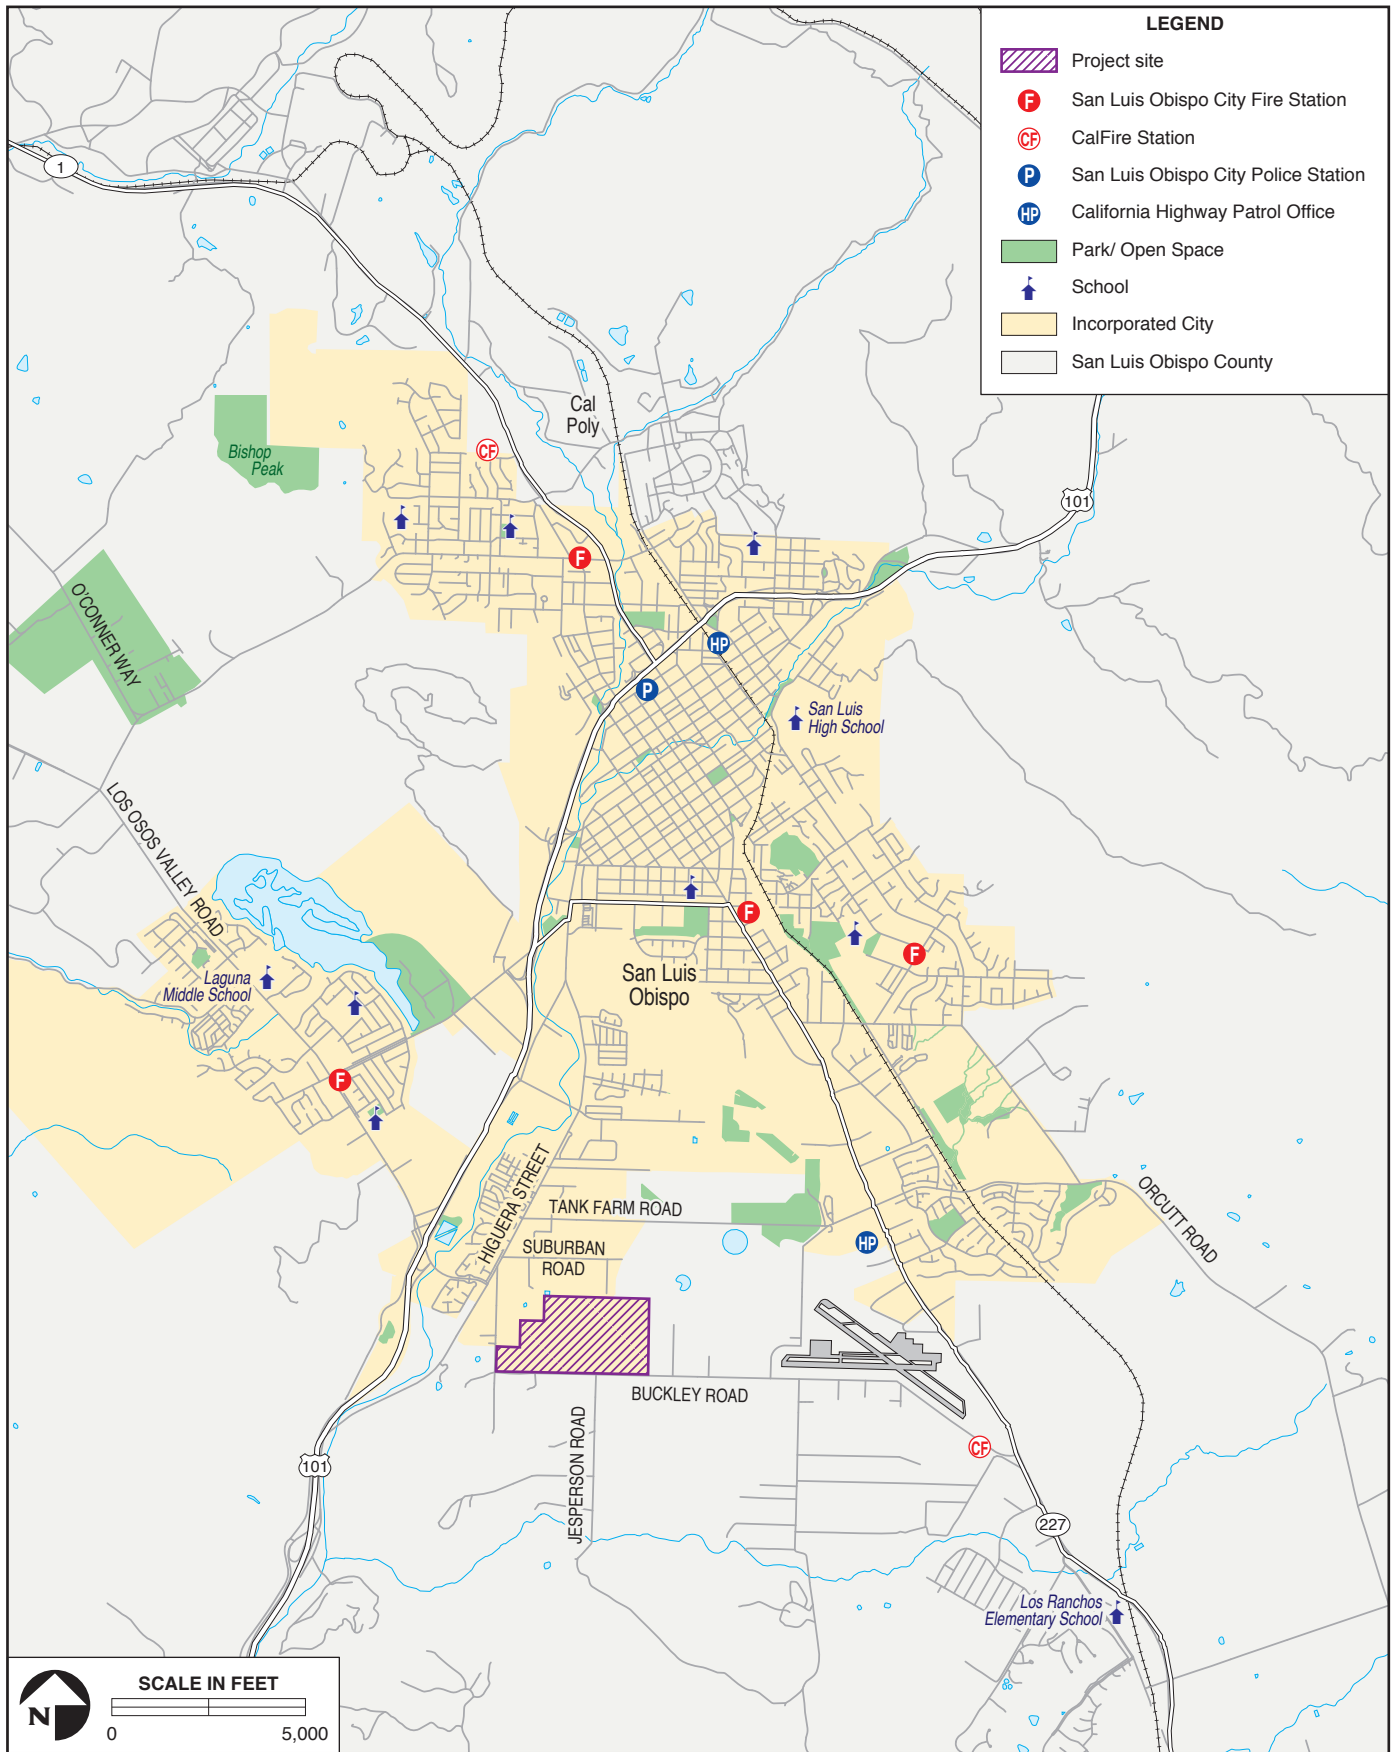 LEGEND
Project site
F San Luis Obispo City Fire Station
CF CalFire Station
P San Luis Obispo City Police Station
HP California Highway Patrol Office
Park/ Open Space
School
Incorporated City
San Luis Obispo County
1
Cal
Poly
Bishop
Peak
CF
101
F
O'CONNER WAY
HP
P
San Luis
High School
LOS OSOS VALLEY ROAD
F
F
San Luis
Obispo
Laguna
Middle School
F
HIGUERA STREET
TANK FARM ROAD
ORCUTT ROAD
SUBURBAN
ROAD
HP
BUCKLEY ROAD
JESPERSON ROAD
CF
101
227
Los Ranchos
Elementary School
N
SCALE IN FEET
0 5,000